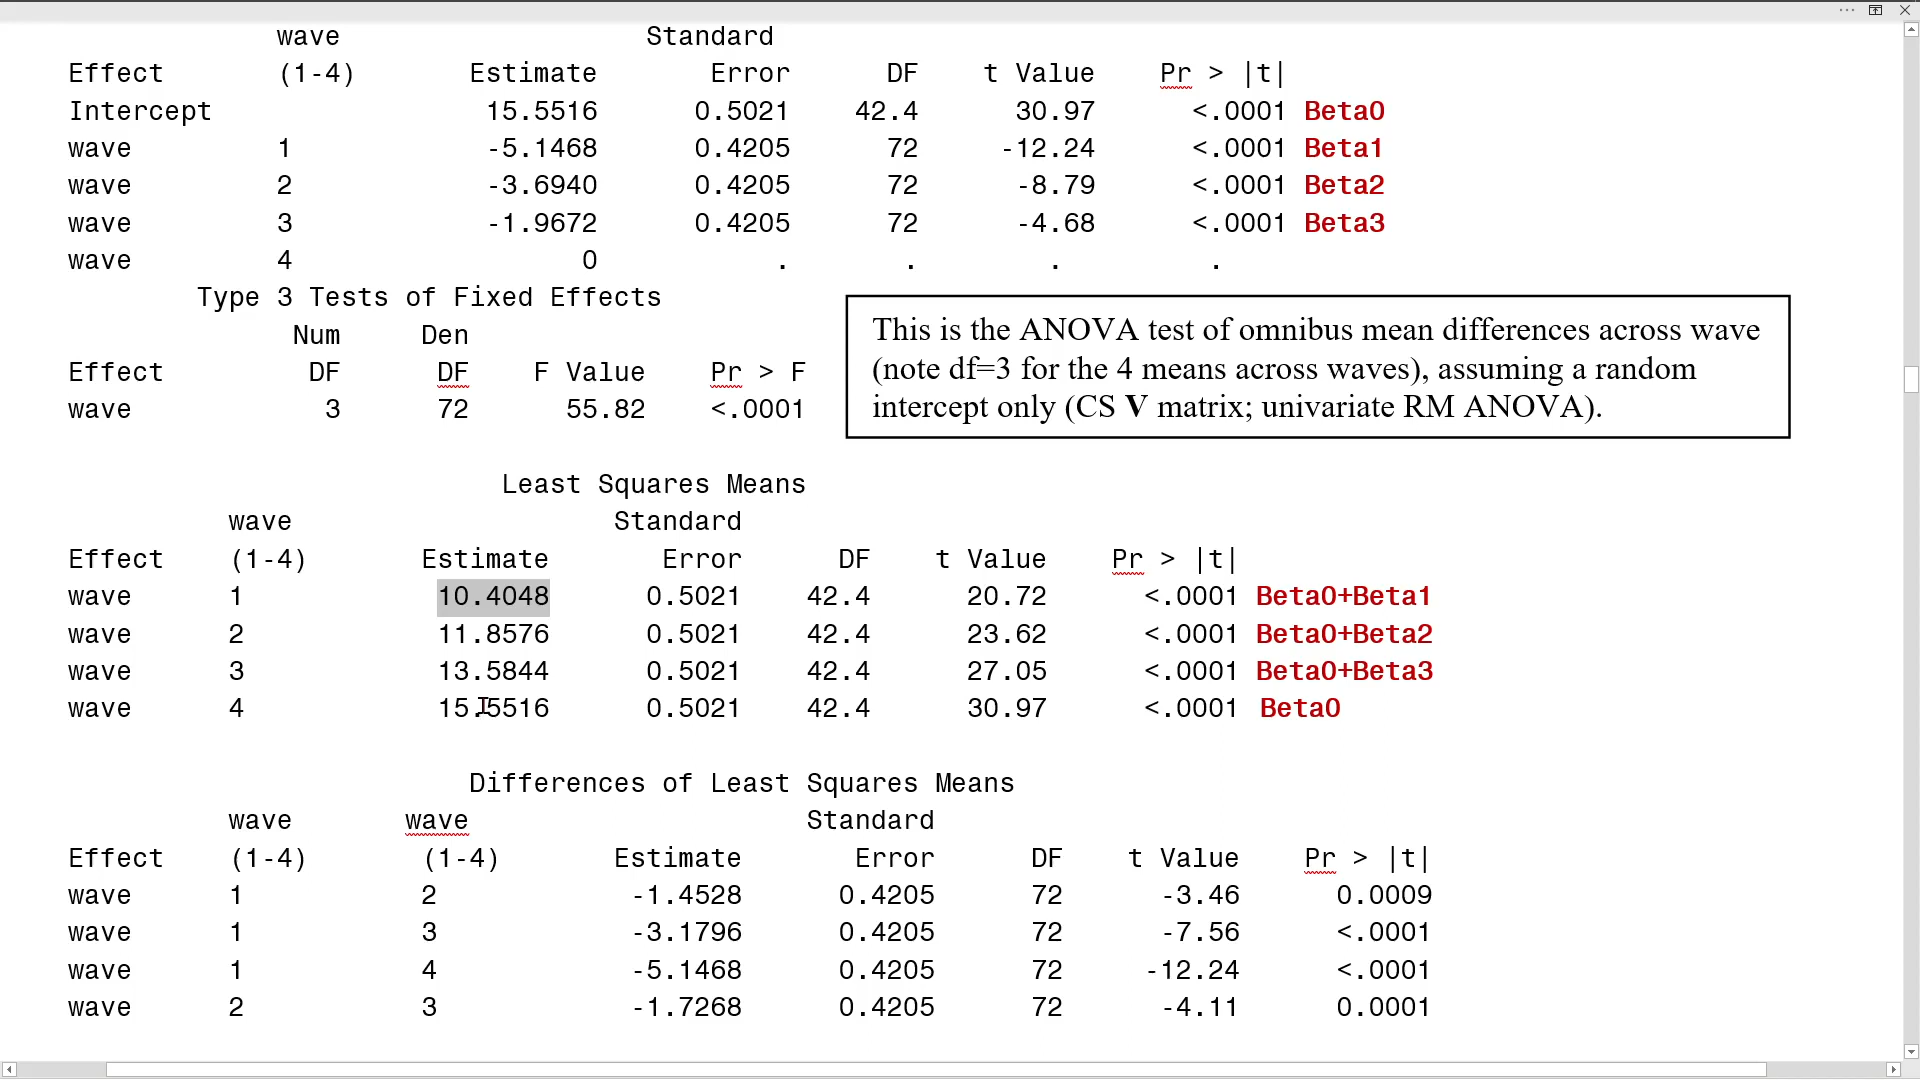 wave Standard
Effect (1-4) Estimate Error DF t Value Pr > |t|
Intercept 15.5516 0.5021 42.4 30.97 <.0001 Beta0
wave 1 -5.1468 0.4205 72 -12.24 <.0001 Beta1
wave 2 -3.6940 0.4205 72 -8.79 <.0001 Beta2
wave 3 -1.9672 0.4205 72 -4.68 <.0001 Beta3
wave 4 0 . . . .
Type 3 Tests of Fixed Effects
Num Den
Effect DF DF F Value Pr > F
wave 3 72 55.82 <.0001
This is the ANOVA test of omnibus mean differences across wave
(note df=3 for the 4 means across waves), assuming a random
intercept only (CS V matrix; univariate RM ANOVA).
Least Squares Means
wave Standard
Effect (1-4) Estimate Error DF t Value Pr > |t|
wave 1 10.4048 0.5021 42.4 20.72 <.0001 Beta0+Beta1
wave 2 11.8576 0.5021 42.4 23.62 <.0001 Beta0+Beta2
wave 3 13.5844 0.5021 42.4 27.05 <.0001 Beta0+Beta3
wave 4 15.5516 0.5021 42.4 30.97 <.0001 Beta0
Differences of Least Squares Means
wave wave Standard
Effect (1-4) (1-4) Estimate Error DF t Value Pr > |t|
wave 1 2 -1.4528 0.4205 72 -3.46 0.0009
wave 1 3 -3.1796 0.4205 72 -7.56 <.0001
wave 1 4 -5.1468 0.4205 72 -12.24 <.0001
wave 2 3 -1.7268 0.4205 72 -4.11 0.0001